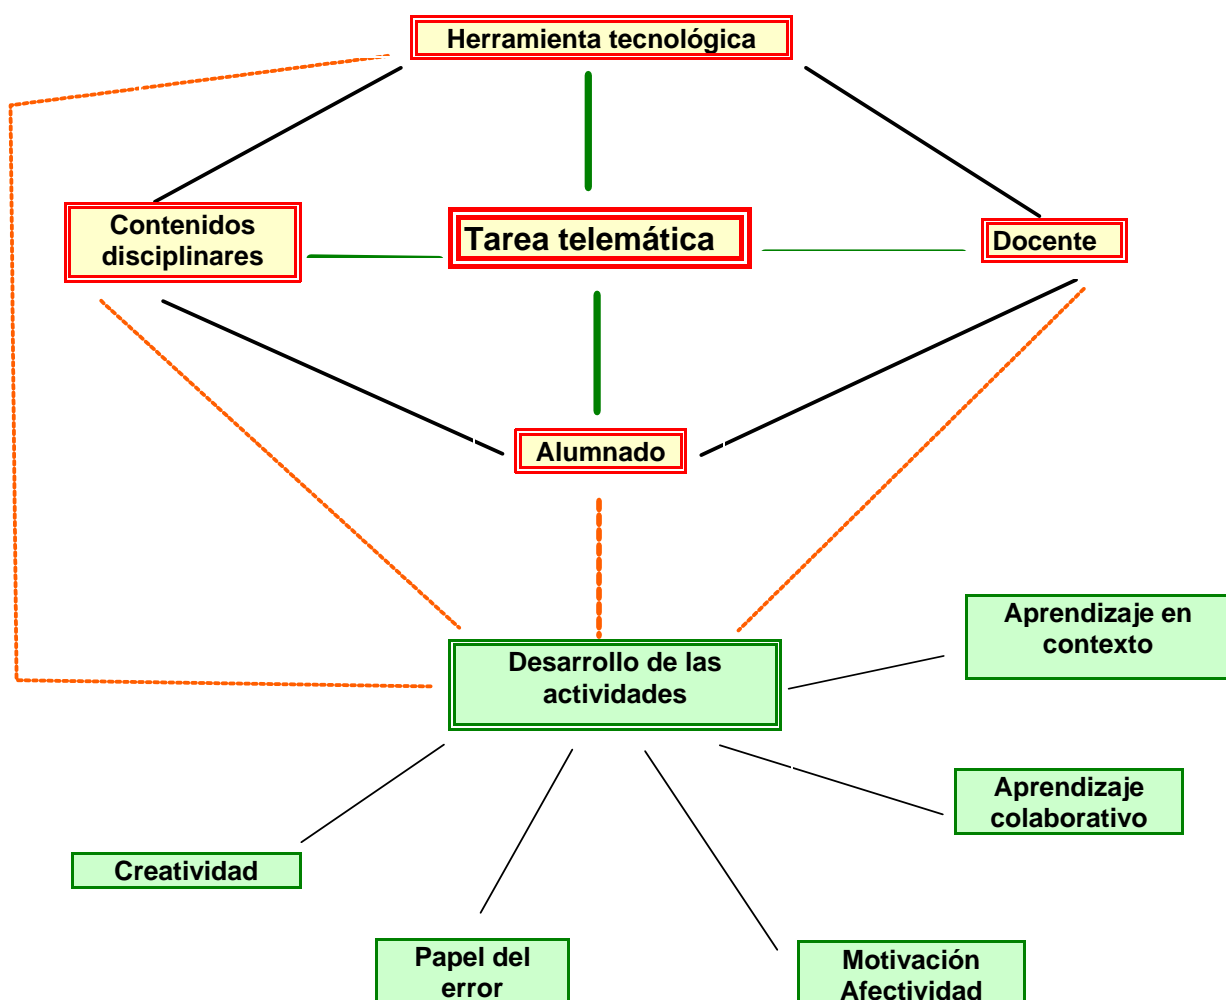 Herramienta tecnológica
Contenidos
disciplinares
Tarea telemática
Docente
Alumnado
Desarrollo de las
actividades
Aprendizaje en
contexto
Aprendizaje
colaborativo
Creatividad
Papel del
error
Motivación
Afectividad